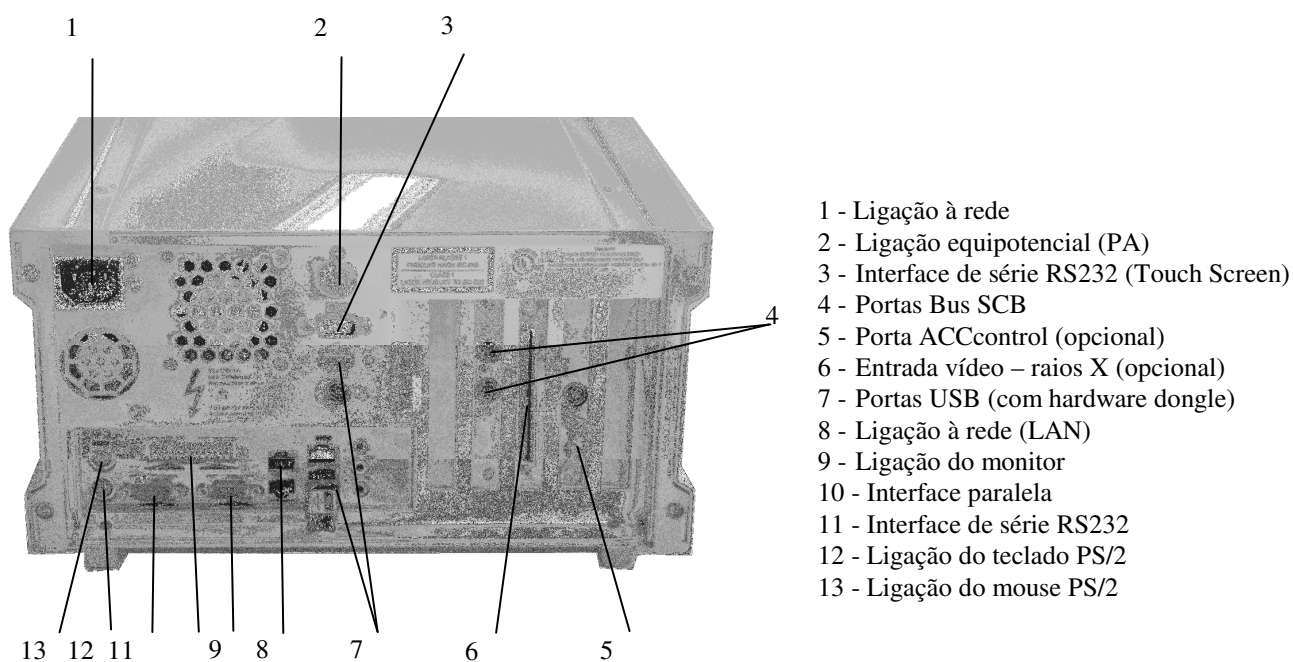 1
2
3
4
13
12
11
9
8
7
6
5
1 - Ligação à rede
2 - Ligação equipotencial (PA)
3 - Interface de série RS232 (Touch Screen)
4 - Portas Bus SCB
5 - Porta ACCcontrol (opcional)
6 - Entrada vídeo – raios X (opcional)
7 - Portas USB (com hardware dongle)
8 - Ligação à rede (LAN)
9 - Ligação do monitor
10 - Interface paralela
11 - Interface de série RS232
12 - Ligação do teclado PS/2
13 - Ligação do mouse PS/2